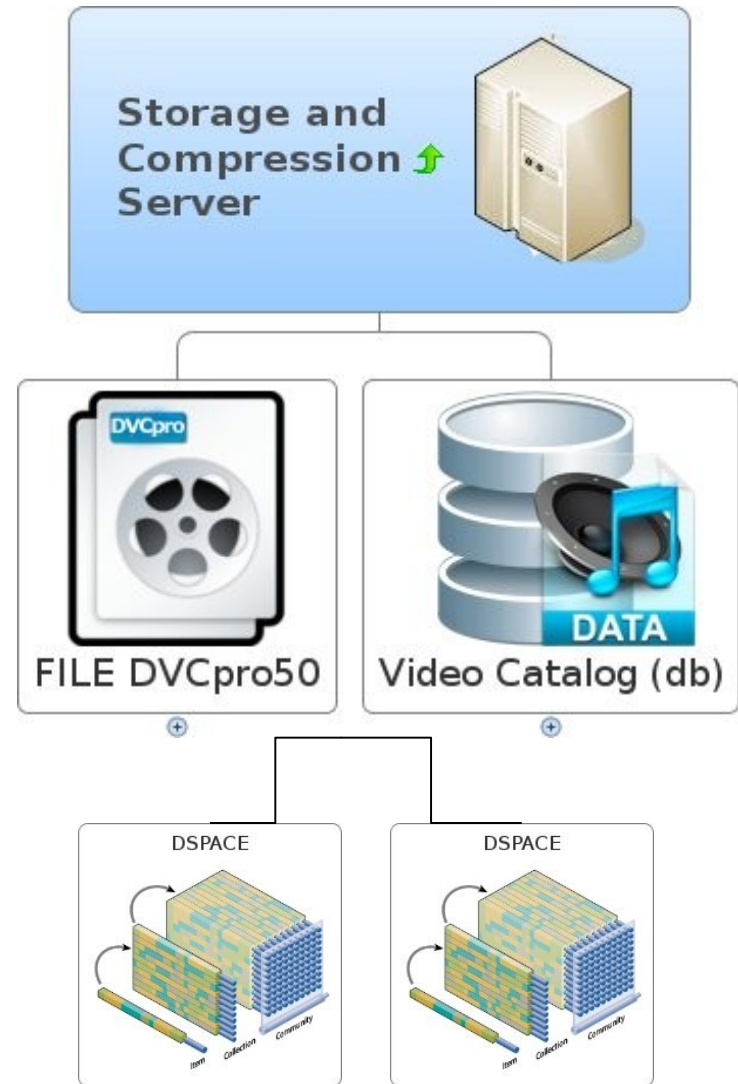 Storage and
Compression
Server
DVCpro
FILE DVCpro50
DATA
Video Catalog (db)
DSPACE
Item
Collection
Community
DSPACE
Item
Collection
Community